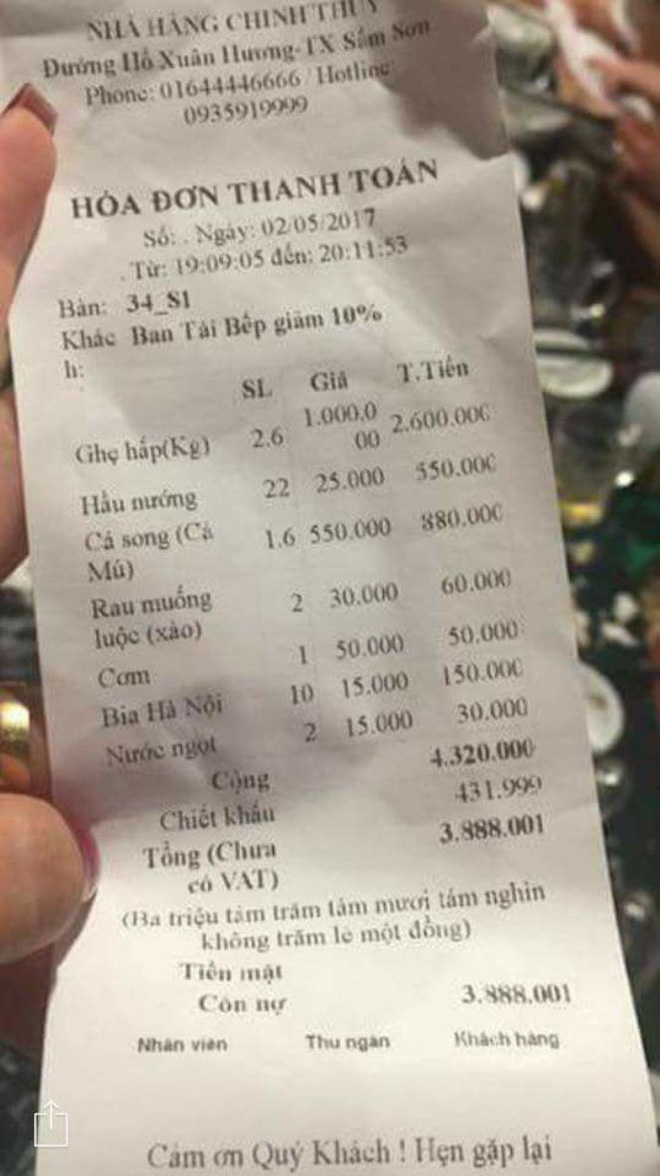 NHÀ HÀNG CHINH THỦY
Đường Hồ Xuân Hương-TX Sầm Sơn
Phone: 01644446666 / Hotline:
0935919999
HÓA ĐƠN THANH TOÁN
Số: . Ngày: 02/05/2017
. Từ: 19:09:05 đến: 20:11:53
Bàn: 34_S1
Khác Ban Tài Bếp giảm 10%
h:
SL Giá T.Tiền
Ghẹ hấp(Kg) 2.6 1.000.0 2.600.000
00
Hầu nướng 22 25.000 550.000
Cá song (Cá 1.6 550.000 880.000
Mú)
Rau muống 2 30.000 60.000
luộc (xào)
Cơm 1 50.000 50.000
Bia Hà Nội 10 15.000 150.000
Nước ngọt 2 15.000 30.000
Cộng 4.320.000
Chiết khấu 431.999
Tổng (Chưa 3.888.001
có VAT)
(Ba triệu tám trăm tám mươi tám nghìn
không trăm lẻ một đồng)
Tiền mặt
Còn nợ 3.888.001
Nhân viên Thu ngân Khách hàng
Cảm ơn Quý Khách ! Hẹn gặp lại